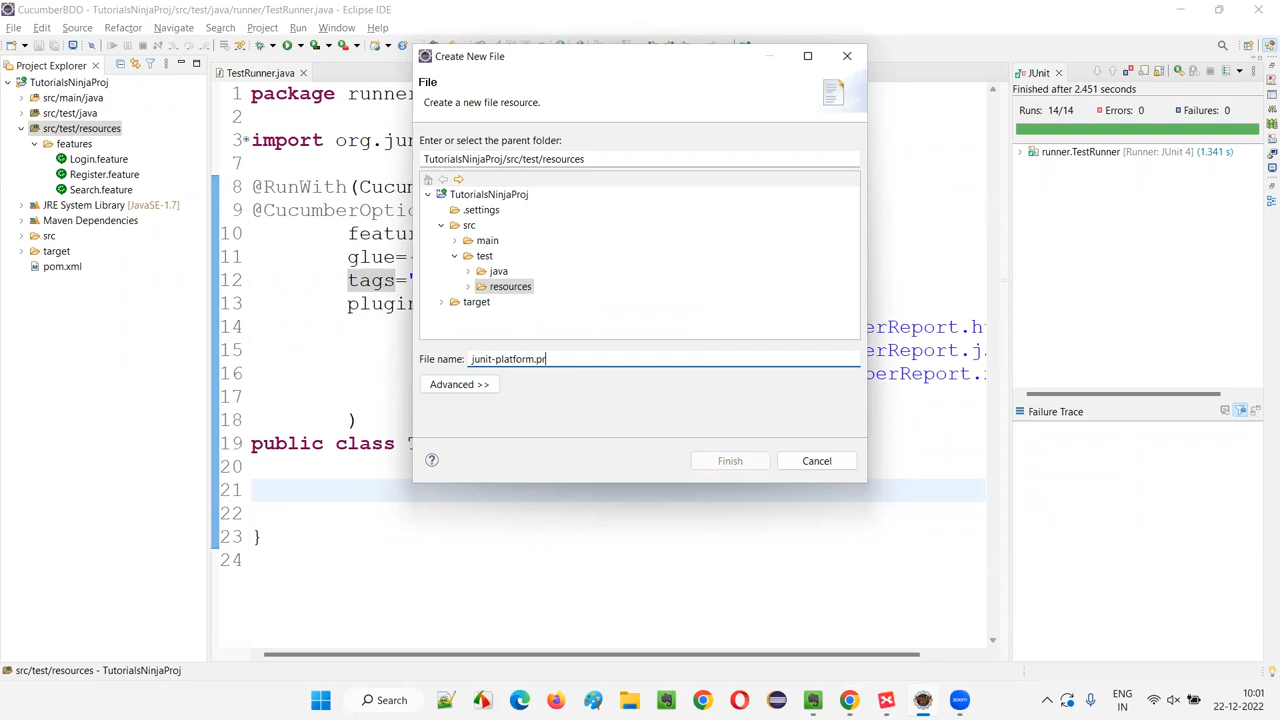 CucumberBDD - TutorialsNinjaProj/src/test/java/runner/TestRunner.java - Eclipse IDE
File Edit Source Refactor Navigate Search Project Run Window Help
Project Explorer
TutorialsNinjaProj
src/main/java
src/test/java
src/test/resources
features
Login.feature
Register.feature
Search.feature
JRE System Library [JavaSE-1.7]
Maven Dependencies
src
target
pom.xml
TestRunner.java
1 package runner
2
3 import org.jun
7
8 @RunWith(Cucum
9 @CucumberOptio
10 featur
11 glue={
12 tags="
13 plugin
14 erReport.ht
15 erReport.j
16 erReport.x
17
18 )
19 public class T
20
21
22
23 }
24
Create New File
File
Create a new file resource.
Enter or select the parent folder:
TutorialsNinjaProj/src/test/resources
TutorialsNinjaProj
.settings
src
main
test
java
resources
target
File name: junit-platform.pr
Advanced >>
Finish Cancel
JUnit
Finished after 2.451 seconds
Runs: 14/14 Errors: 0 Failures: 0
runner.TestRunner [Runner: JUnit 4] (1.341 s)
Failure Trace
src/test/resources - TutorialsNinjaProj
Search
ENG
IN
10:01
22-12-2022